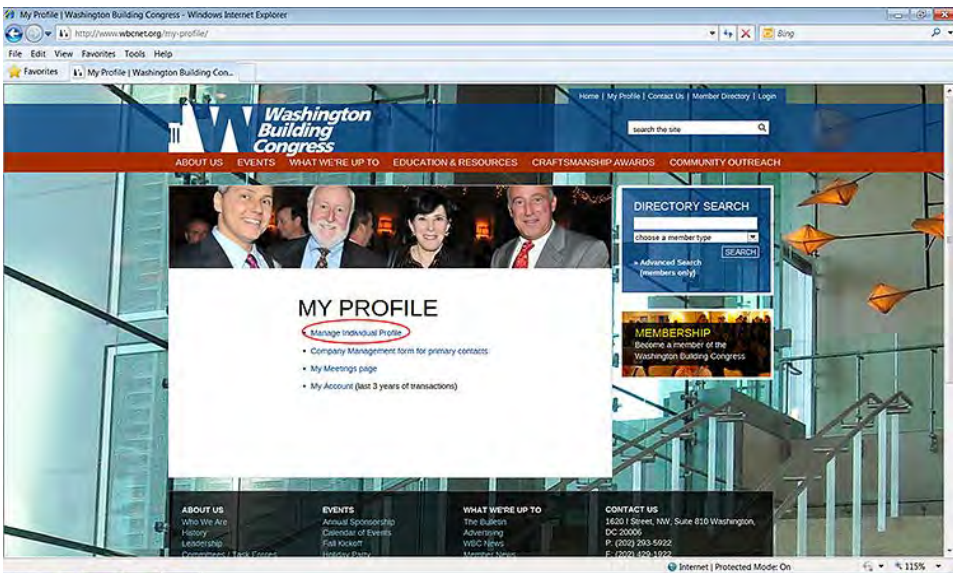 My Profile | Washington Building Congress - Windows Internet Explorer
http://www.wbcnet.org/my-profile/
Bing
File Edit View Favorites Tools Help
Favorites My Profile | Washington Building Con...
Home | My Profile | Contact Us | Member Directory | Login
Washington
Building
Congress
search the site
ABOUT US EVENTS WHAT WE'RE UP TO EDUCATION & RESOURCES CRAFTSMANSHIP AWARDS COMMUNITY OUTREACH
DIRECTORY SEARCH
choose a member type
SEARCH
» Advanced Search
(members only)
MY PROFILE
• Manage Individual Profile
• Company Management form for primary contacts
• My Meetings page
• My Account (last 3 years of transactions)
MEMBERSHIP
Become a member of the
Washington Building Congress
ABOUT US
Who We Are
History
Leadership
Committees / Task Forces
EVENTS
Annual Sponsorship
Calendar of Events
Fall Kickoff
Holiday Party
WHAT WE'RE UP TO
The Bulletin
Advertising
WBC News
Member News
CONTACT US
1620 I Street, NW, Suite 810 Washington,
DC 20006
P: (202) 293-5922
F: (202) 429-1922
Internet | Protected Mode: On
115%